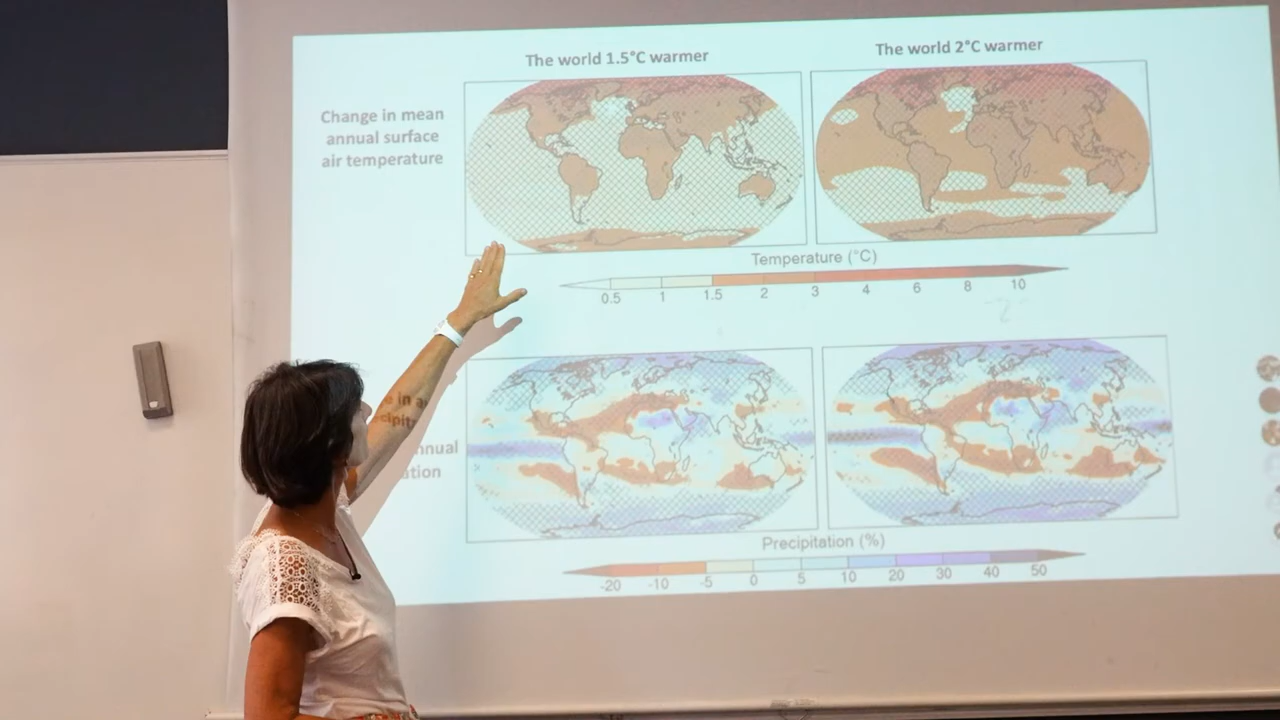 The world 1.5°C warmer
The world 2°C warmer
Change in mean
annual surface
air temperature
Temperature (°C)
0.5 1 1.5 2 3 4 6 8 10
Precipitation (%)
-20 -10 -5 0 5 10 20 30 40 50